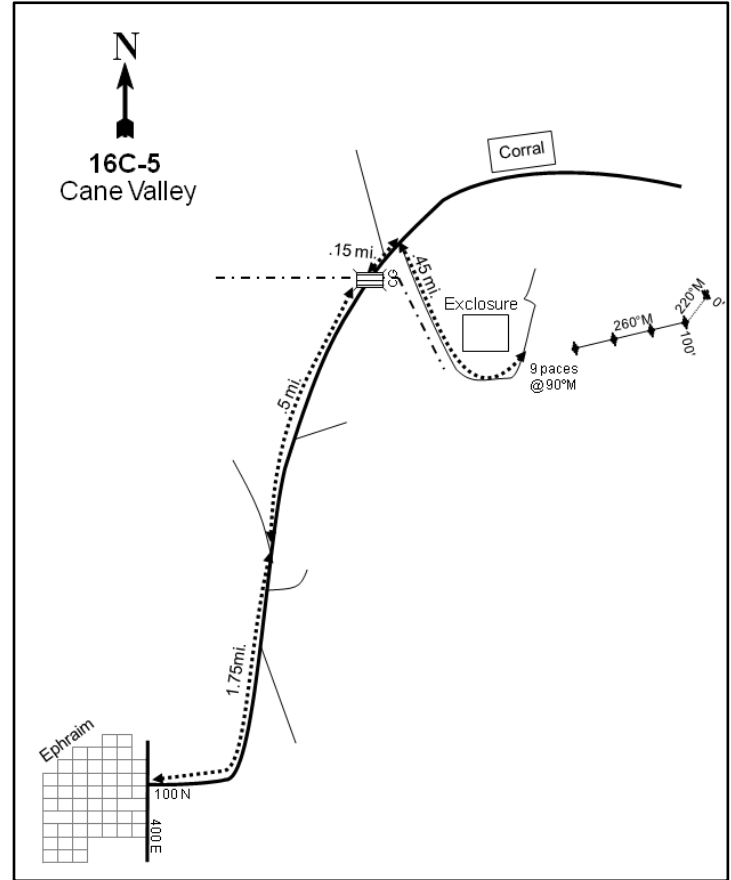 N
16C-5
Cane Valley
Corral
.15 mi.
CG
.45 mi.
Exclosure
220°M
0'
260°M
100'
9 paces
@ 90°M
.5 mi.
1.75mi.
Ephraim
100 N
400 E